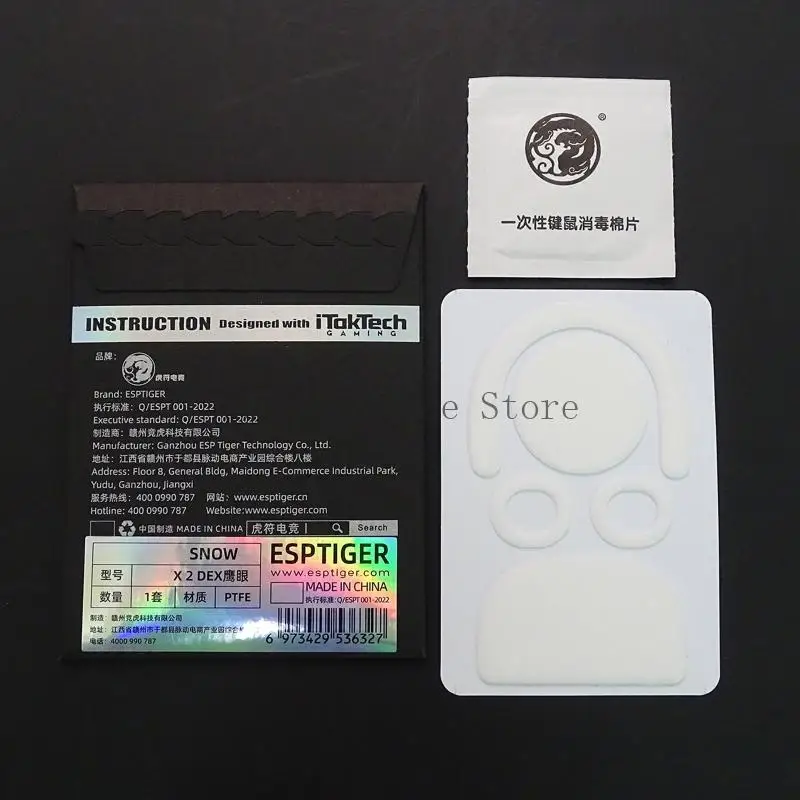 ®
一次性键鼠消毒棉片
INSTRUCTION Designed with iTakTech
GAMING
品牌:
虎符电竞
Brand: ESPTIGER
执行标准: Q/ESPT 001-2022
Executive standard: Q/ESPT 001-2022
制造商: 赣州竞虎科技有限公司
Manufacturer: Ganzhou ESP Tiger Technology Co., Ltd.
地址: 江西省赣州市于都县脉动电商产业园综合楼八楼
Address: Floor 8, General Bldg, Maidong E-Commerce Industrial Park,
Yudu, Ganzhou, Jiangxi
服务热线: 400 0990 787 网站: www.esptiger.cn
Hotline: 400 0990 787 Website: www.esptiger.com
中国制造 MADE IN CHINA 虎符电竞 Search
SNOW
型号 X 2 DEX鹰眼
数量 1套 材质 PTFE
ESPTIGER
www.esptiger.com
MADE IN CHINA
执行标准: Q/ESPT 001-2022
制造: 赣州竞虎科技有限公司
地址: 江西省赣州市于都县脉动电商产业园综合楼
电话: 4000 990 787
6 973429 536327
e Store